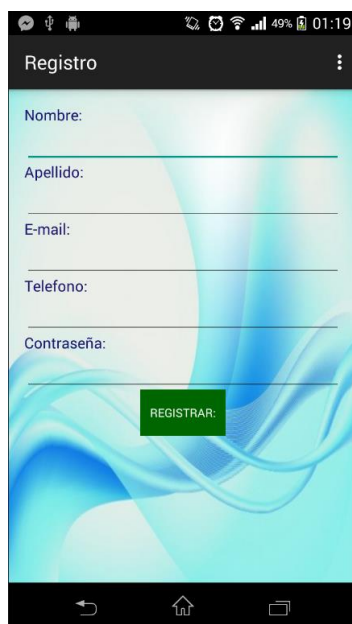 49% 01:19
Registro
Nombre:
Apellido:
E-mail:
Telefono:
Contraseña:
REGISTRAR: